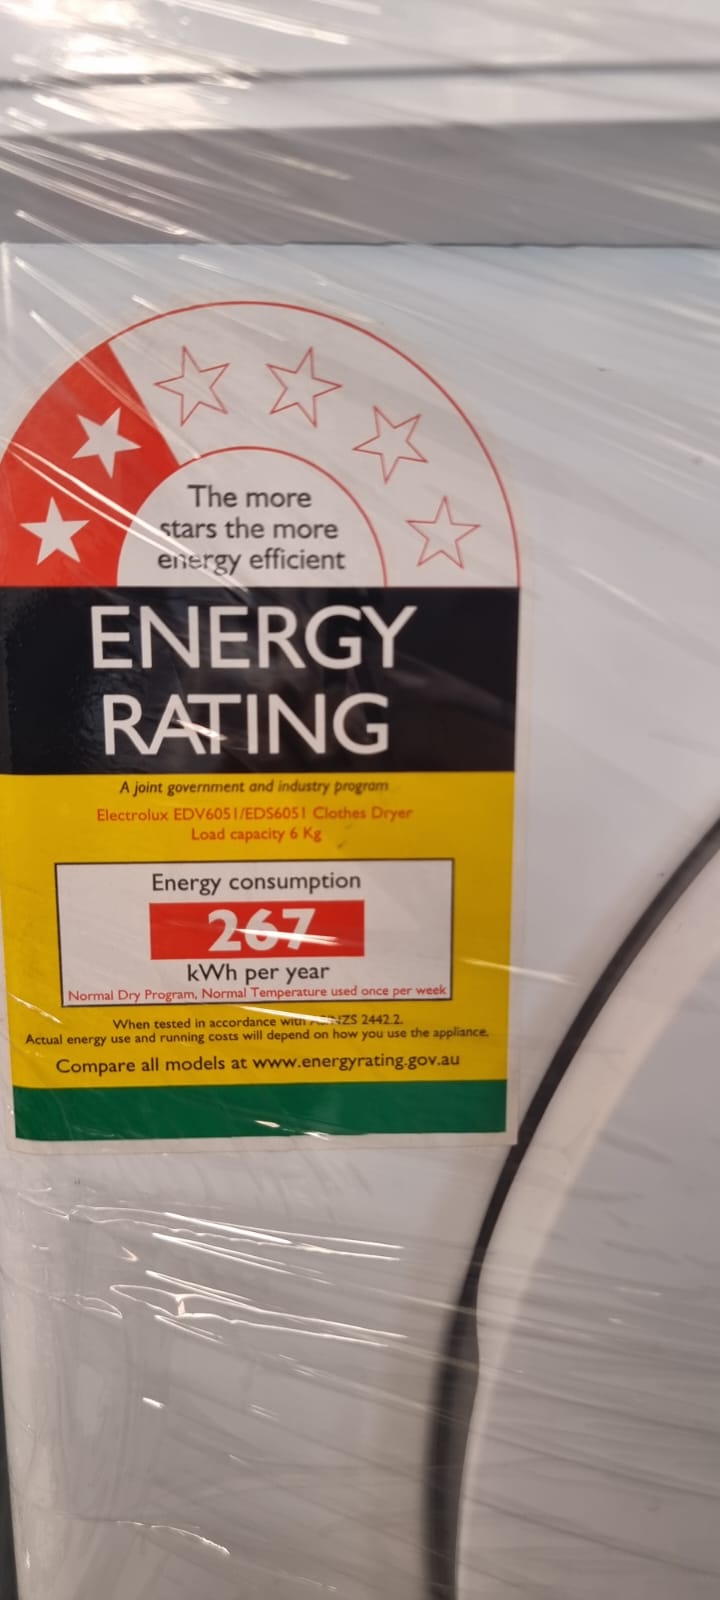 The more
stars the more
energy efficient
ENERGY
RATING
A joint government and industry program
Electrolux EDV6051/EDS6051 Clothes Dryer
Load capacity 6 Kg
Energy consumption
267
kWh per year
Normal Dry Program, Normal Temperature used once per week
When tested in accordance with 2442.2.
Actual energy use and running costs will depend on how you use the appliance.
Compare all models at www.energyrating.gov.au